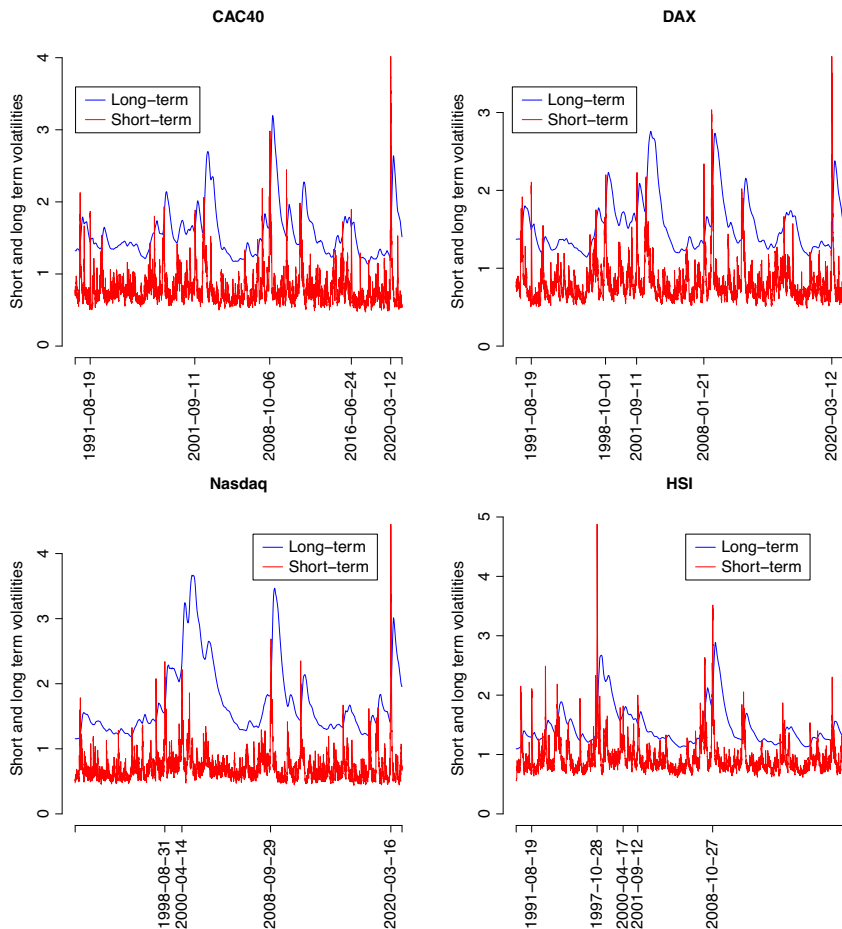 CAC40
Short and long term volatilities
4
3
2
1
0
Long−term
Short−term
1991−08−19
2001−09−11
2008−10−06
2016−06−24
2020−03−12
DAX
Short and long term volatilities
3
2
1
0
Long−term
Short−term
1991−08−19
1998−10−01
2001−09−11
2008−01−21
2020−03−12
Nasdaq
Short and long term volatilities
4
3
2
1
0
Long−term
Short−term
1998−08−31
2000−04−14
2008−09−29
2020−03−16
HSI
Short and long term volatilities
5
4
3
2
1
0
Long−term
Short−term
1991−08−19
1997−10−28
2000−04−17
2001−09−12
2008−10−27